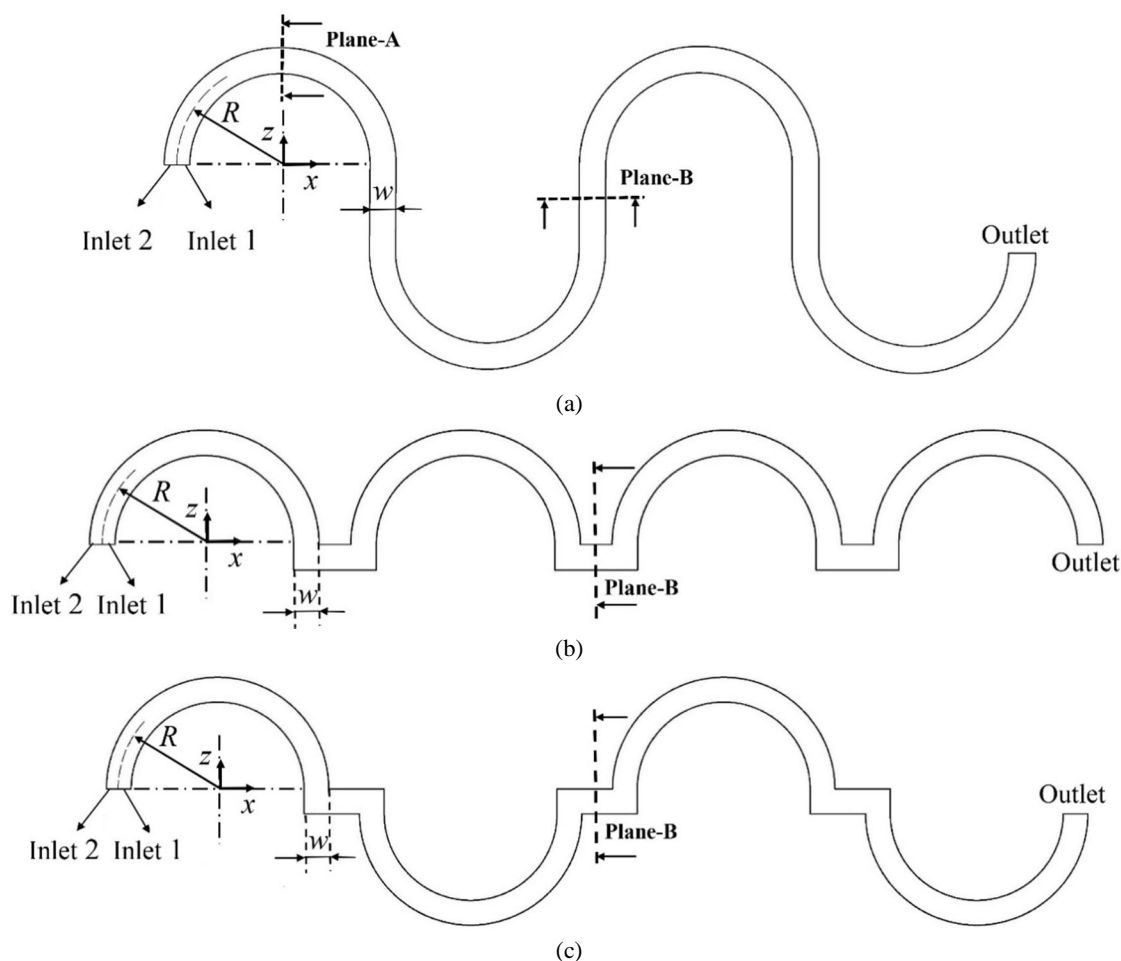 Plane-A
R
z
x
w
Plane-B
Inlet 2 Inlet 1
Outlet
(a)
R
z
x
w
Plane-B
Outlet
Inlet 2 Inlet 1
(b)
R
z
x
Outlet
w
Plane-B
Inlet 2 Inlet 1
(c)